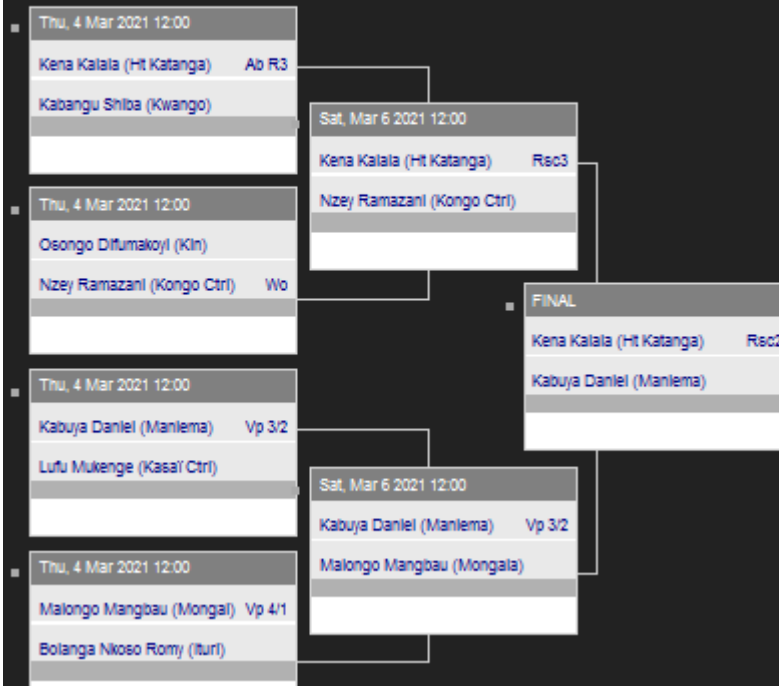 Thu, 4 Mar 2021 12:00
Kena Kalala (Ht Katanga) Ab R3
Kabangu Shiba (Kwango)
Thu, 4 Mar 2021 12:00
Osongo Difumakoyi (Kin)
Nzey Ramazani (Kongo Ctrl) Wo
Thu, 4 Mar 2021 12:00
Kabuya Daniel (Maniema) Vp 3/2
Lufu Mukenge (Kasaï Ctrl)
Thu, 4 Mar 2021 12:00
Malongo Mangbau (Mongal) Vp 4/1
Bolanga Nkoso Romy (Ituri)
Sat, Mar 6 2021 12:00
Kena Kalala (Ht Katanga) Rsc3
Nzey Ramazani (Kongo Ctrl)
Sat, Mar 6 2021 12:00
Kabuya Daniel (Maniema) Vp 3/2
Malongo Mangbau (Mongala)
FINAL
Kena Kalala (Ht Katanga) Rsc2
Kabuya Daniel (Maniema)